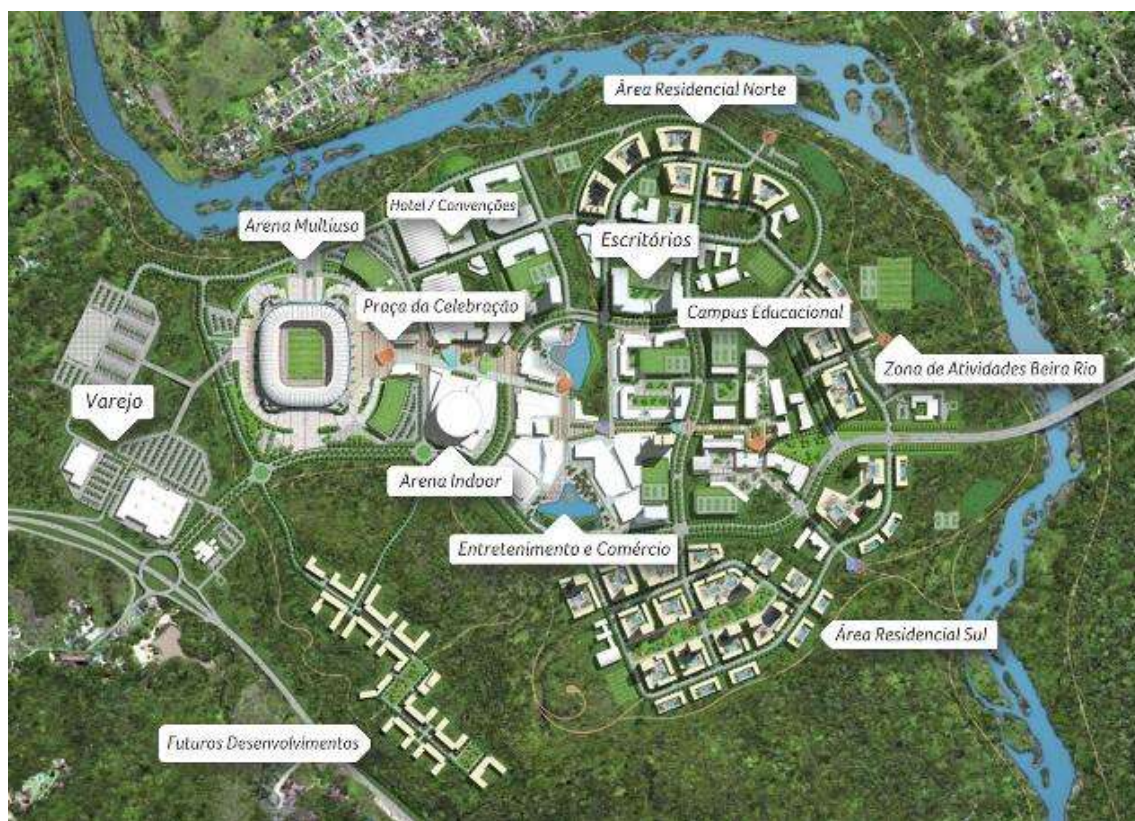 Área Residencial Norte
Hotel / Convenções
Arena Multiuso
Escritórios
Praça da Celebração
Campus Educacional
Zona de Atividades Beira Rio
Varejo
Arena Indoor
Entretenimento e Comércio
Área Residencial Sul
Futuros Desenvolvimentos